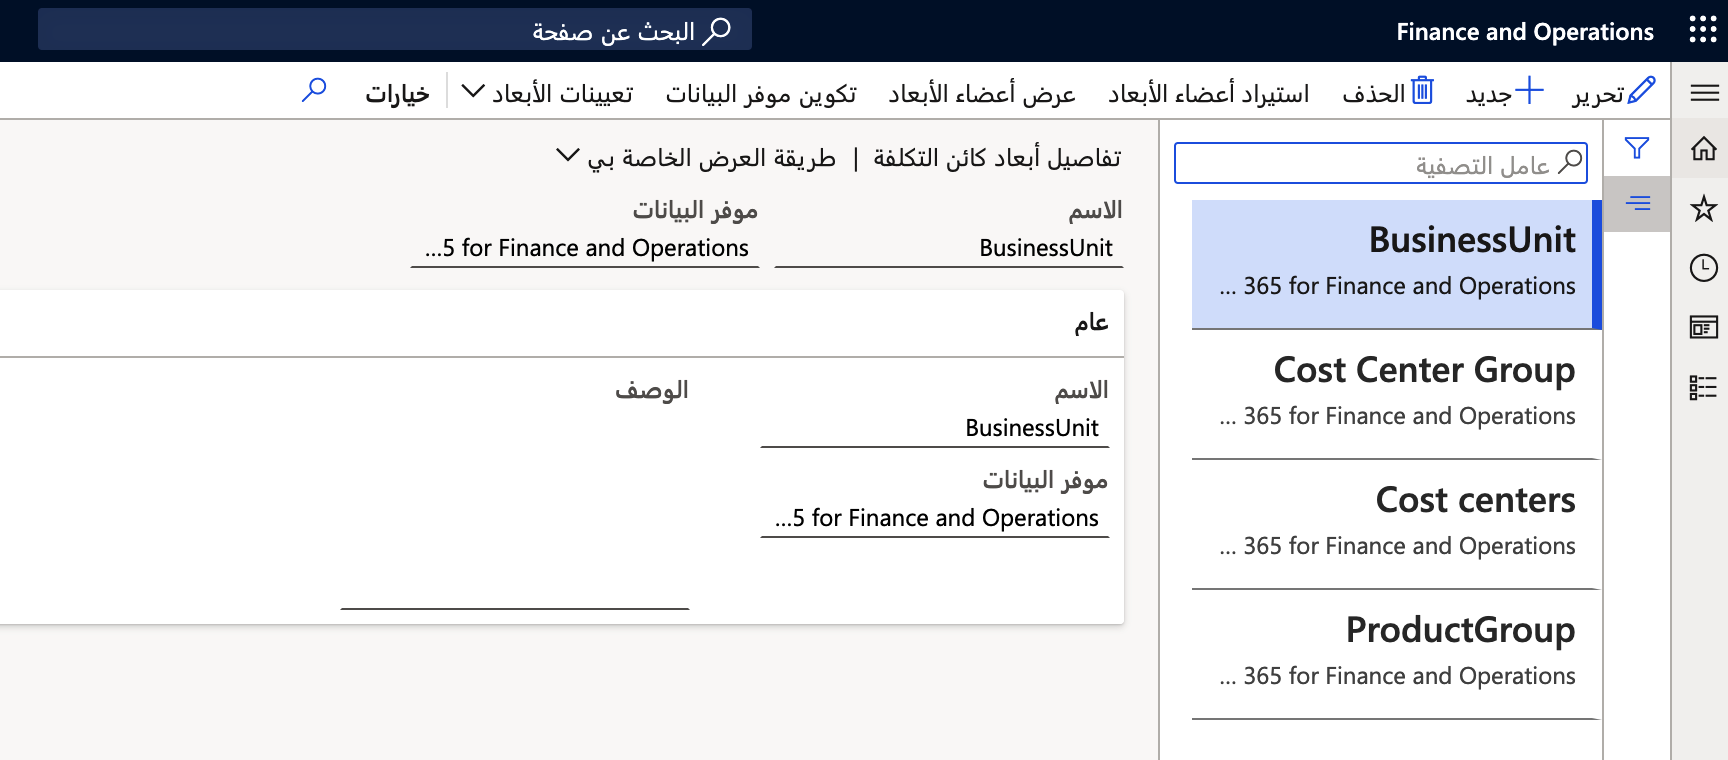 Finance and Operations
البحث عن صفحة
تحرير
جديد
الحذف
استيراد أعضاء الأبعاد
عرض أعضاء الأبعاد
تكوين موفر البيانات
تعيينات الأبعاد
خيارات
عامل التصفية
BusinessUnit
... 365 for Finance and Operations
Cost Center Group
... 365 for Finance and Operations
Cost centers
... 365 for Finance and Operations
ProductGroup
... 365 for Finance and Operations
تفاصيل أبعاد كائن التكلفة | طريقة العرض الخاصة بي
الاسم
BusinessUnit
موفر البيانات
...5 for Finance and Operations
عام
الاسم
BusinessUnit
موفر البيانات
...5 for Finance and Operations
الوصف